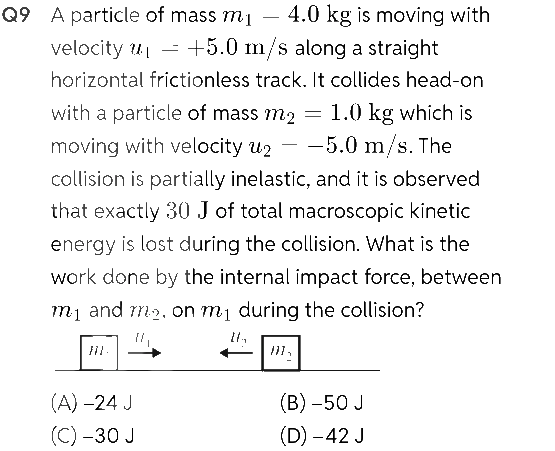 Q9 A particle of mass m₁ = 4.0 kg is moving with
velocity u₁ = +5.0 m/s along a straight
horizontal frictionless track. It collides head-on
with a particle of mass m₂ = 1.0 kg which is
moving with velocity u₂ = −5.0 m/s. The
collision is partially inelastic, and it is observed
that exactly 30 J of total macroscopic kinetic
energy is lost during the collision. What is the
work done by the internal impact force, between
m₁ and m₂, on m₁ during the collision?
m₁ u₁ u₂ m₂
(A) −24 J (B) −50 J
(C) −30 J (D) −42 J